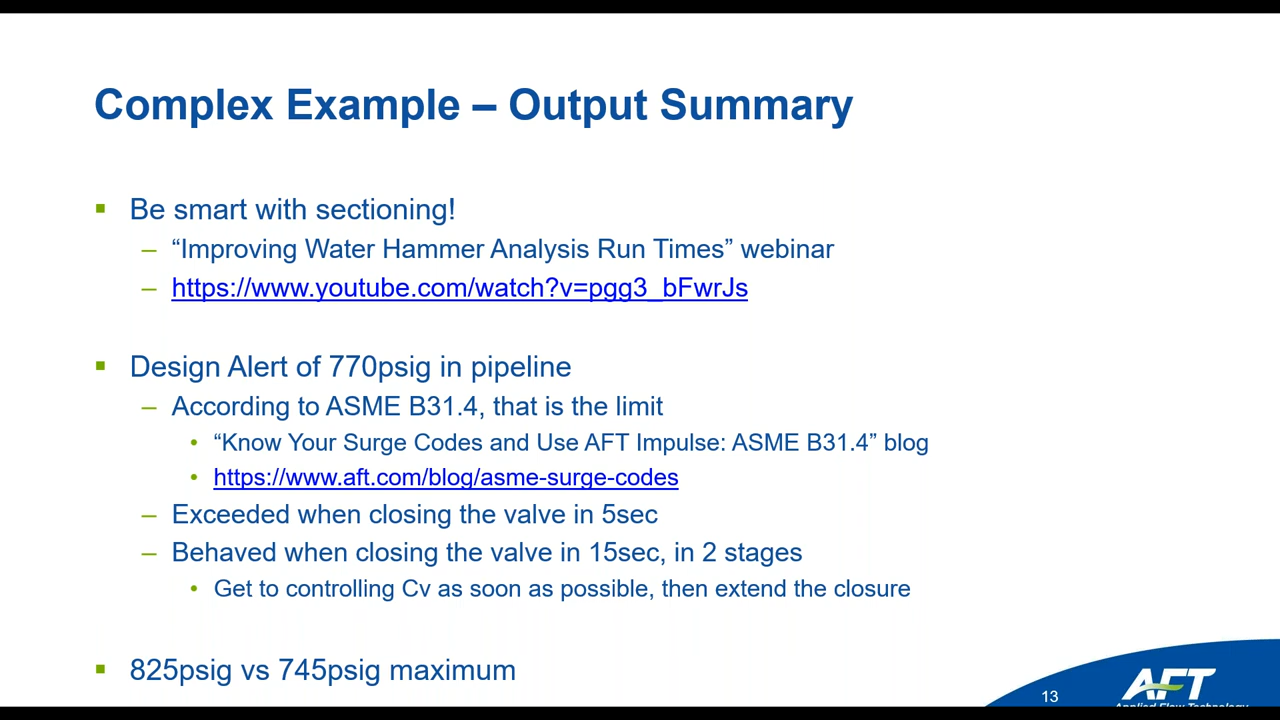 Complex Example – Output Summary
Be smart with sectioning!
– “Improving Water Hammer Analysis Run Times” webinar
– https://www.youtube.com/watch?v=pgg3_bFwrJs
Design Alert of 770psig in pipeline
– According to ASME B31.4, that is the limit
• “Know Your Surge Codes and Use AFT Impulse: ASME B31.4” blog
• https://www.aft.com/blog/asme-surge-codes
– Exceeded when closing the valve in 5sec
– Behaved when closing the valve in 15sec, in 2 stages
• Get to controlling Cv as soon as possible, then extend the closure
825psig vs 745psig maximum
13
AFT
Applied Flow Technology